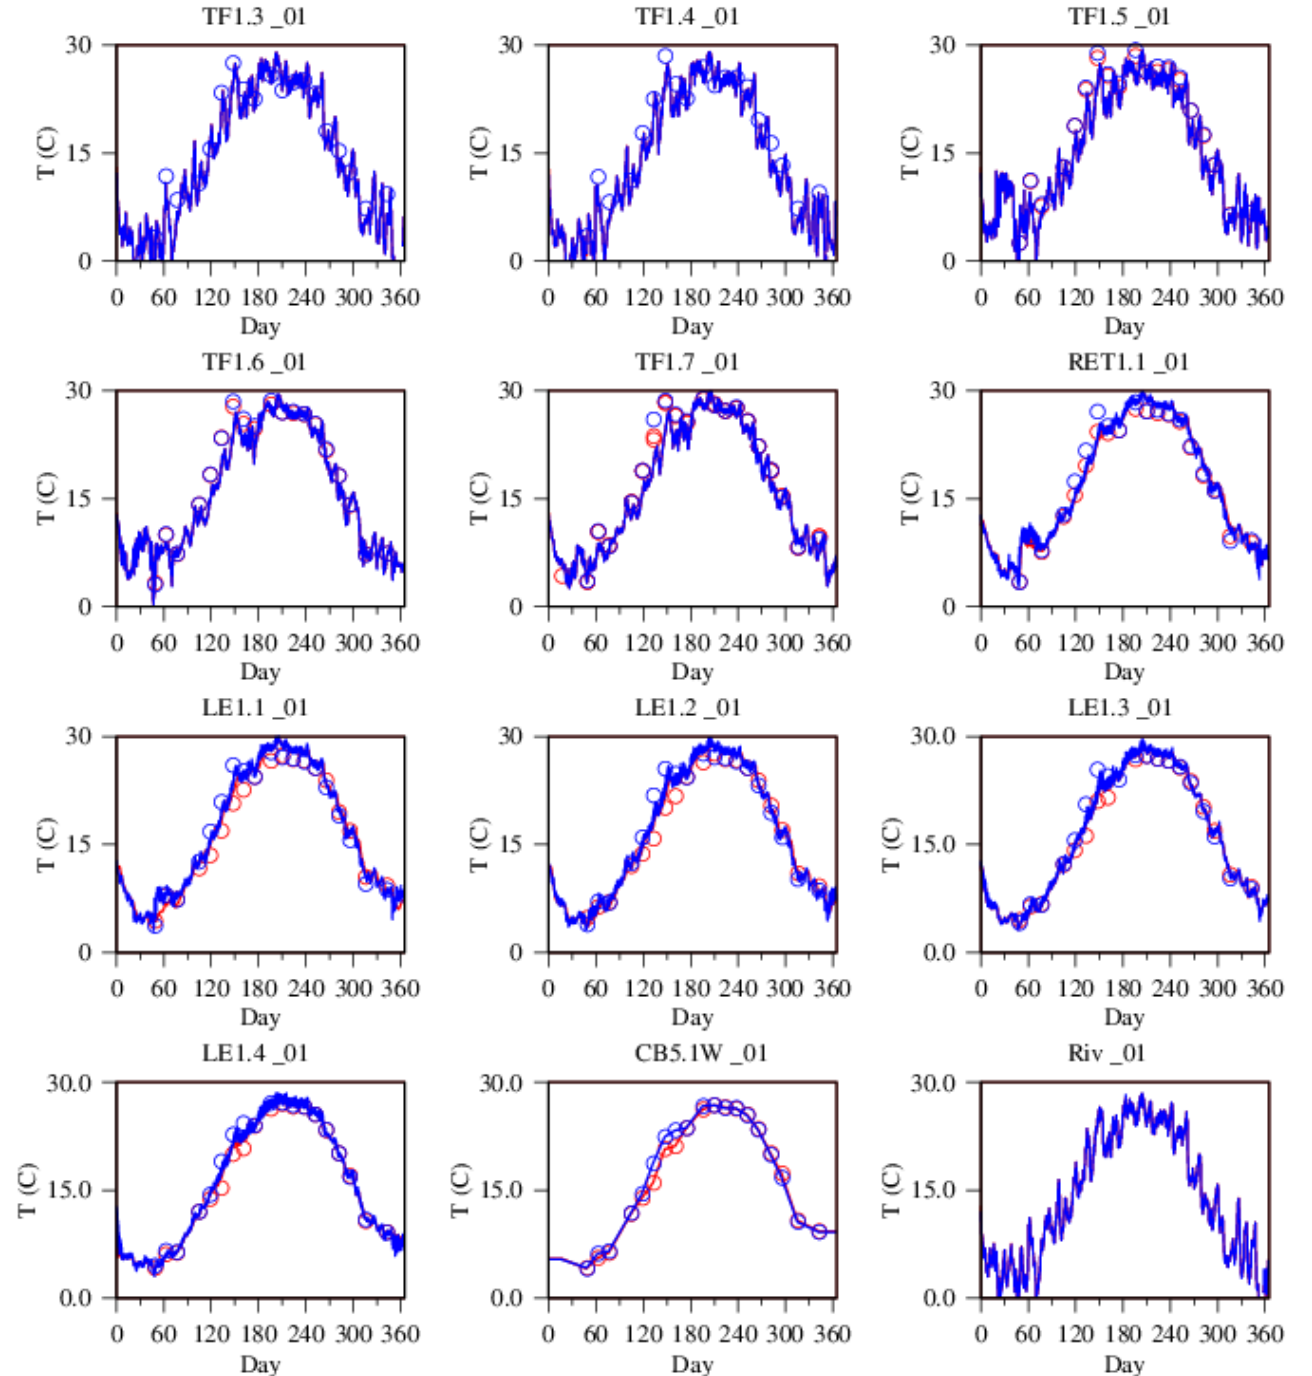 TF1.3 _01 TF1.4 _01 TF1.5 _01
30 30 30
T (C) T (C) T (C)
15 15 15
0 0 0
0 60 120 180 240 300 360 0 60 120 180 240 300 360 0 60 120 180 240 300 360
Day Day Day
TF1.6 _01 TF1.7 _01 RET1.1 _01
30 30 30
T (C) T (C) T (C)
15 15 15
0 0 0
0 60 120 180 240 300 360 0 60 120 180 240 300 360 0 60 120 180 240 300 360
Day Day Day
LE1.1 _01 LE1.2 _01 LE1.3 _01
30 30 30.0
T (C) T (C) T (C)
15 15 15.0
0 0 0.0
0 60 120 180 240 300 360 0 60 120 180 240 300 360 0 60 120 180 240 300 360
Day Day Day
LE1.4 _01 CB5.1W _01 Riv _01
30.0 30.0 30.0
T (C) T (C) T (C)
15.0 15.0 15.0
0.0 0.0 0.0
0 60 120 180 240 300 360 0 60 120 180 240 300 360 0 60 120 180 240 300 360
Day Day Day